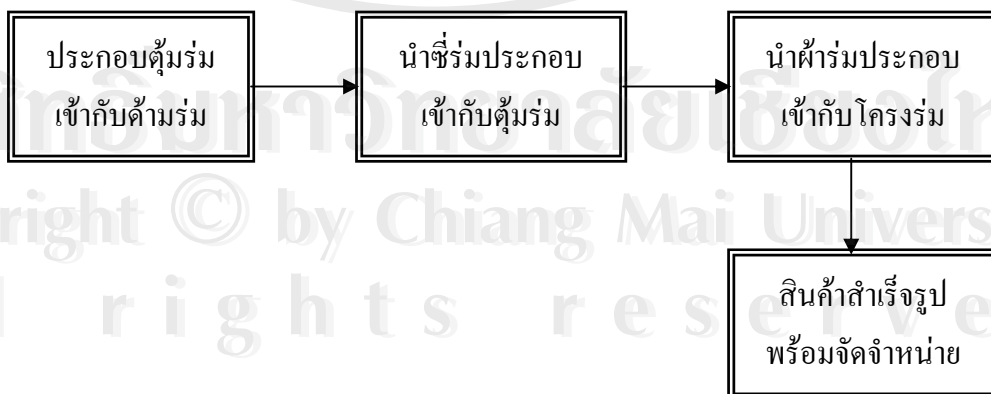 ประกอบตุ้มร่ม
เข้ากับด้ามร่ม
นำซี่ร่มประกอบ
เข้ากับตุ้มร่ม
นำผ้าร่มประกอบ
เข้ากับโครงร่ม
สินค้าสำเร็จรูป
พร้อมจัดจำหน่าย
right © by Chiang Mai Univers
rights reserve